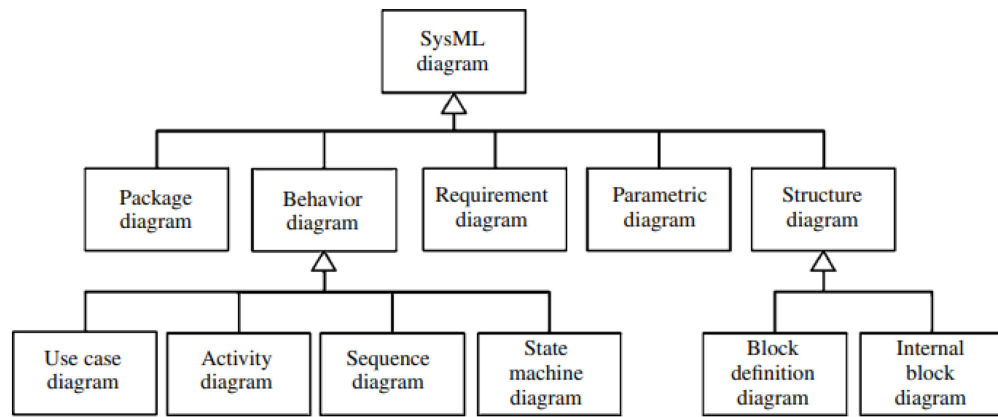 SysML
diagram
Package
diagram
Behavior
diagram
Requirement
diagram
Parametric
diagram
Structure
diagram
Use case
diagram
Activity
diagram
Sequence
diagram
State
machine
diagram
Block
definition
diagram
Internal
block
diagram